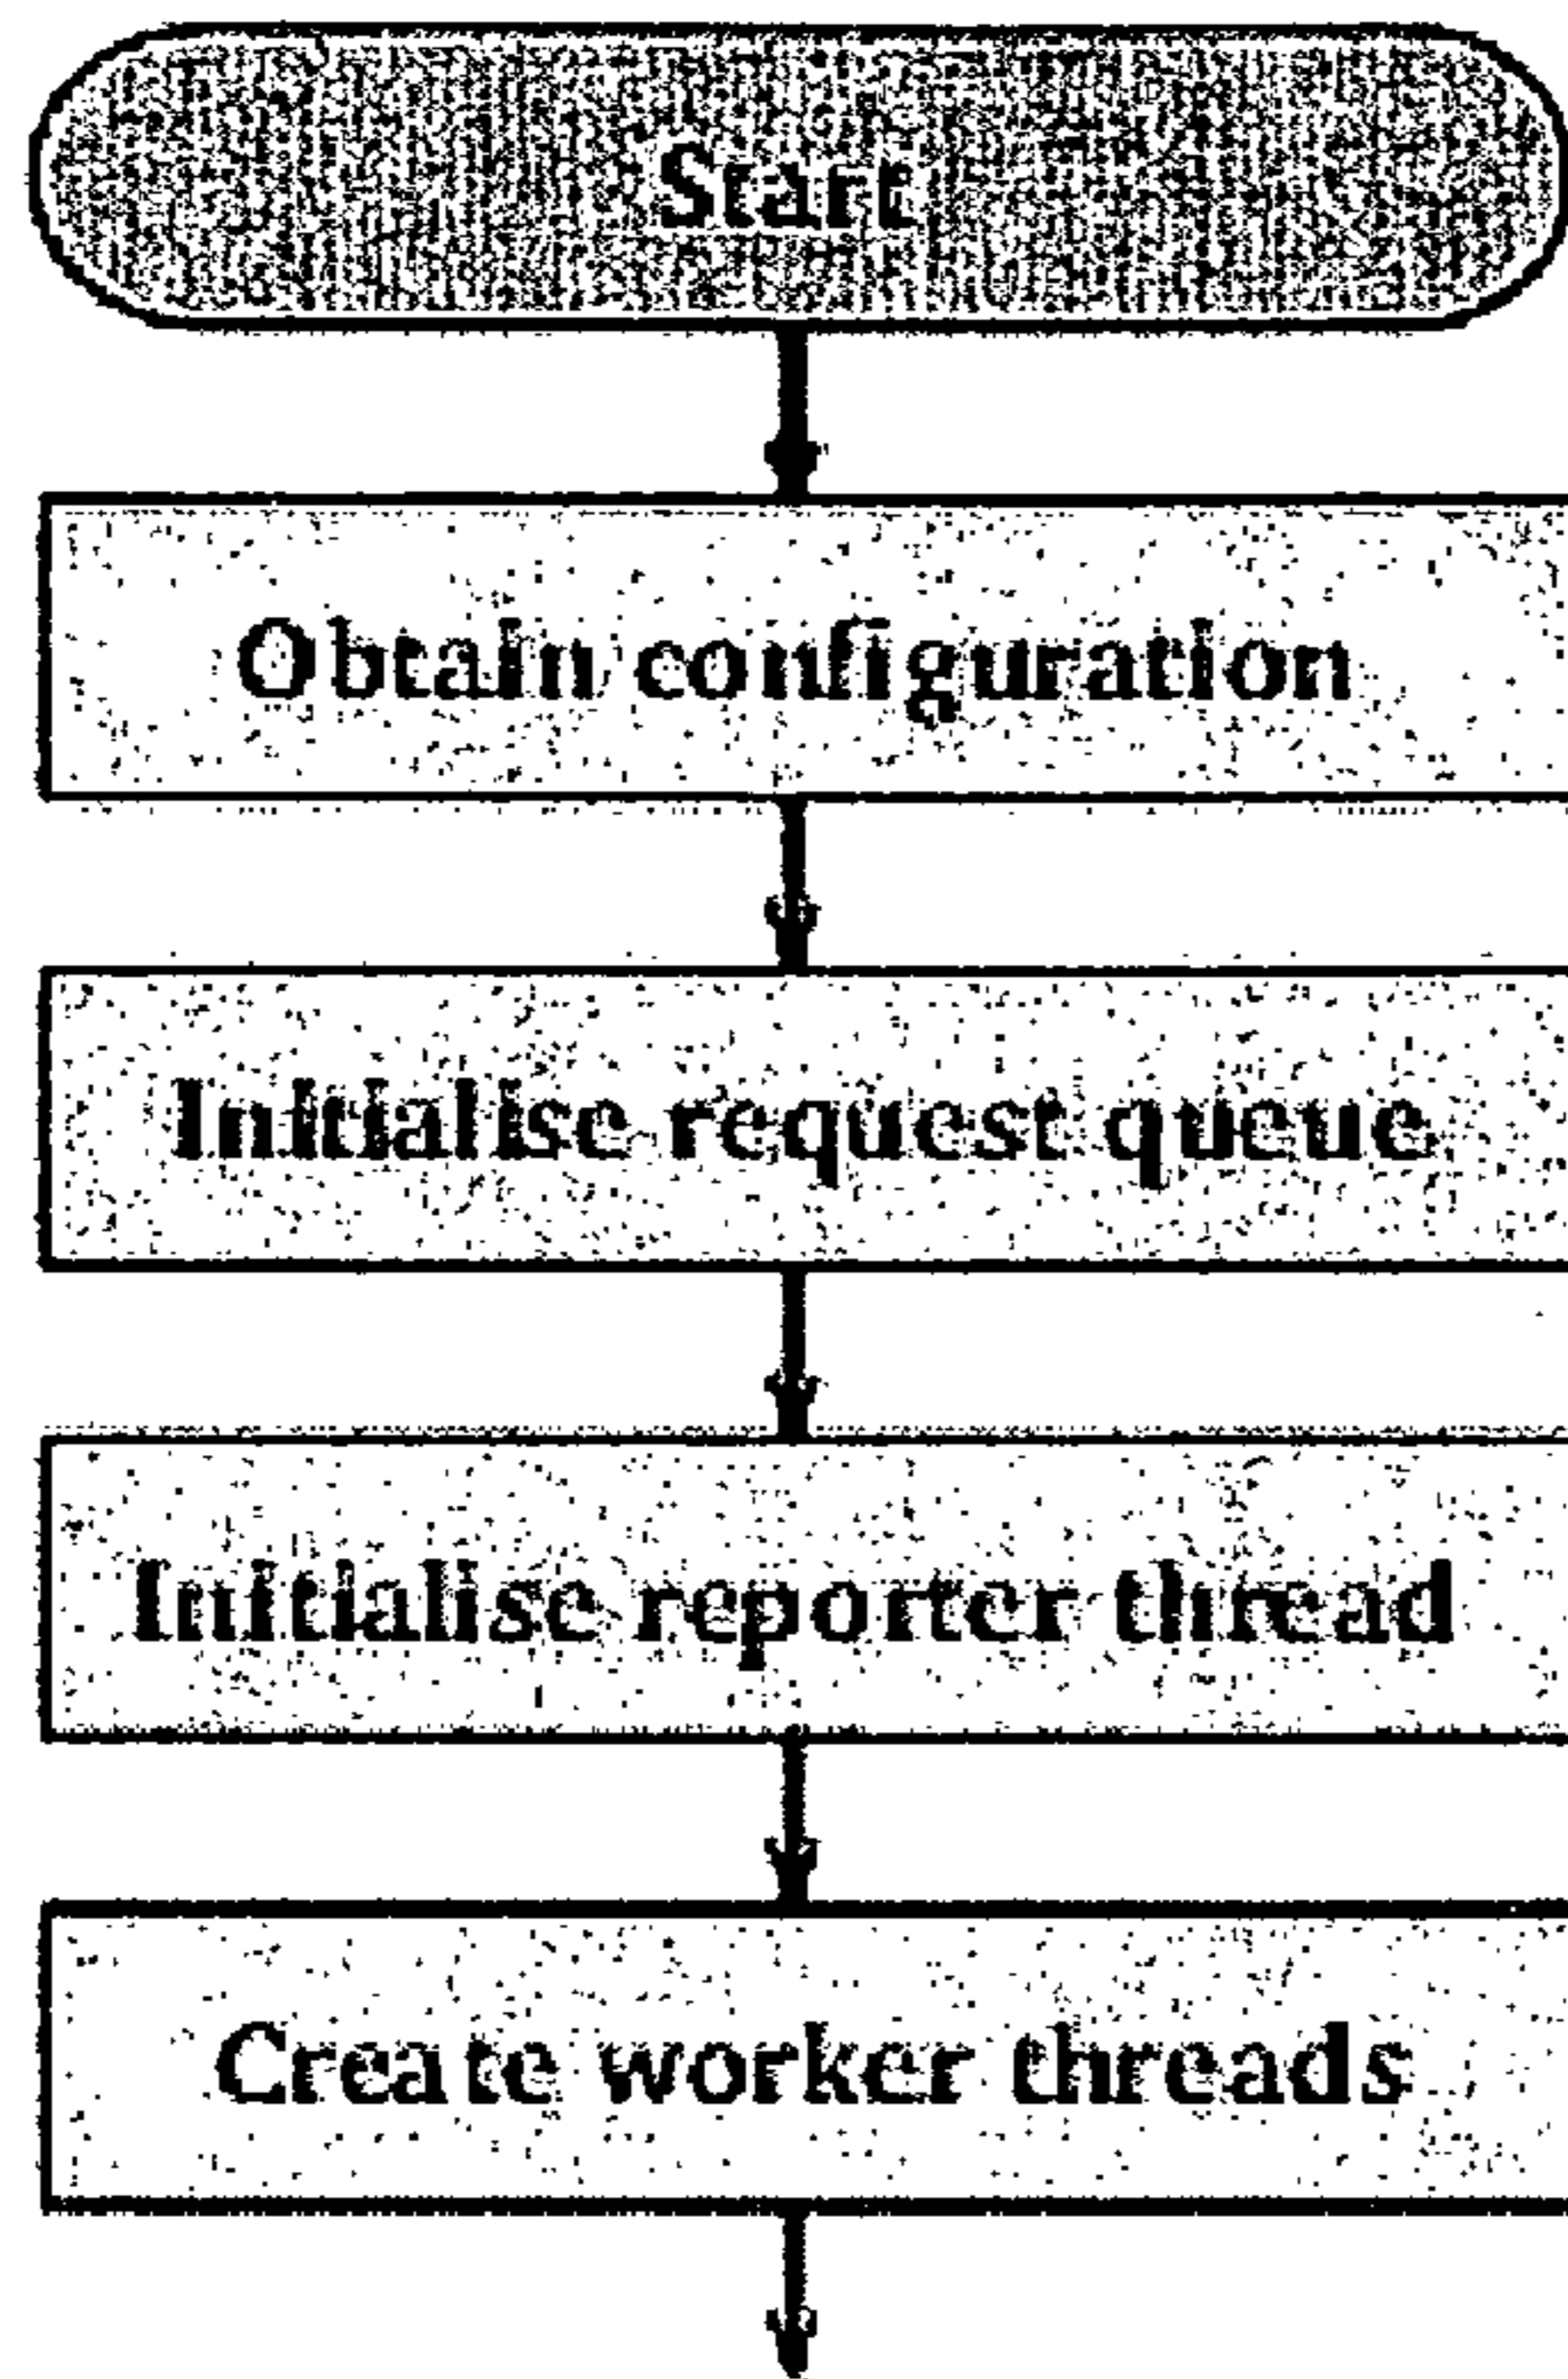 Start
Obtain configuration
Initialise request queue
Initialise reporter thread
Create worker threads